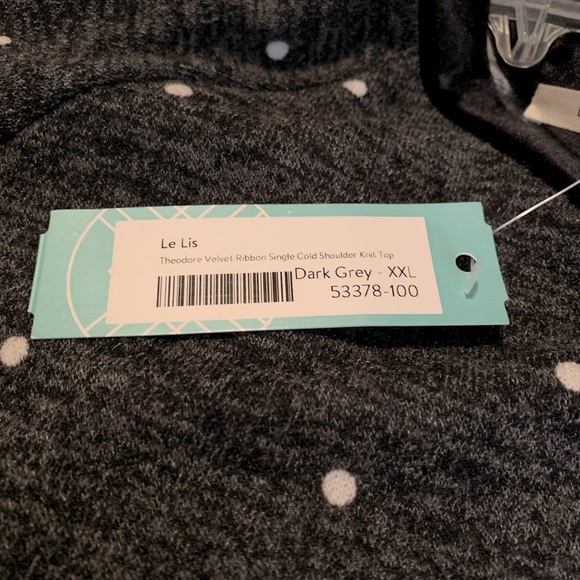 Le Lis
Theodore Velvet Ribbon Single Cold Shoulder Knit Top
Dark Grey - XXL
53378-100